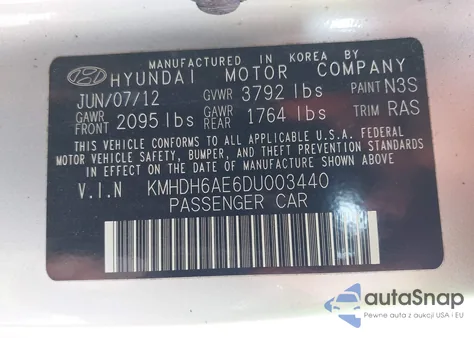 MANUFACTURED IN KOREA BY
HYUNDAI MOTOR COMPANY
JUN/07/12 GVWR 3792 lbs PAINT N3S
GAWR FRONT 2095 lbs GAWR REAR 1764 lbs TRIM RAS
THIS VEHICLE CONFORMS TO ALL APPLICABLE U.S.A. FEDERAL
MOTOR VEHICLE SAFETY, BUMPER, AND THEFT PREVENTION STANDARDS
IN EFFECT ON THE DATE OF MANUFACTURE SHOWN ABOVE.
V.I.N KMHDH6AE6DU003440
PASSENGER CAR
autoSnap
Pewne auta z USA i EU